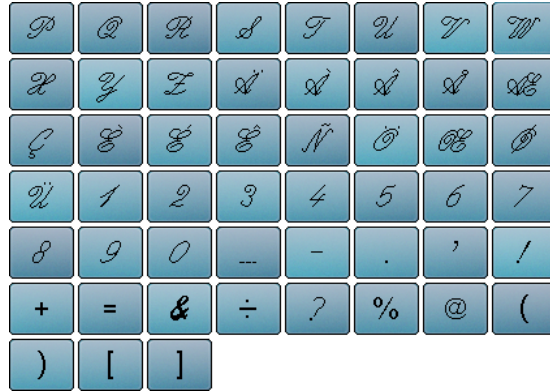 P Q R S T U V W
X Y Z Ä À Â Å Æ
Ç È É Ê Ñ Ö Œ Ø
Ü 1 2 3 4 5 6 7
8 9 0 _ - . ' !
+ = & ÷ ? % @ (
) [ ]